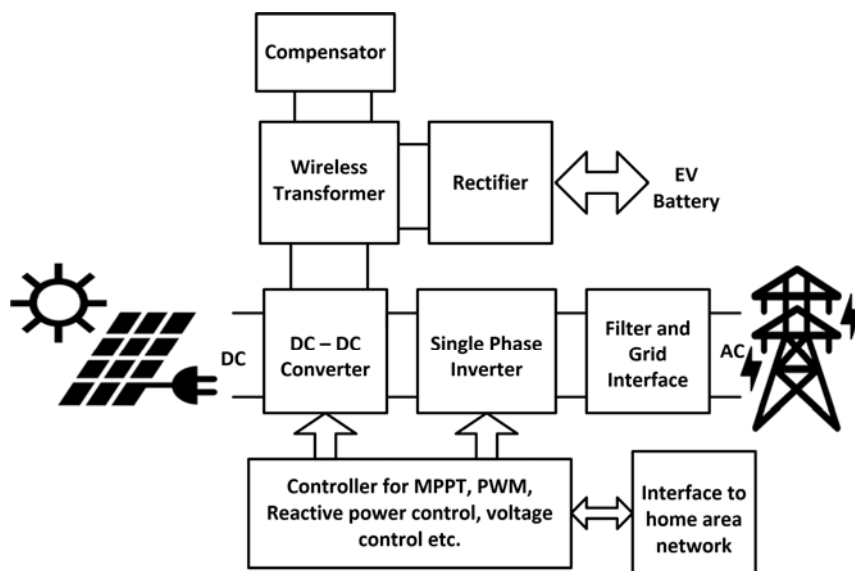 Compensator
Wireless
Transformer
Rectifier
EV
Battery
DC
DC – DC
Converter
Single Phase
Inverter
Filter and
Grid
Interface
AC
Controller for MPPT, PWM,
Reactive power control, voltage
control etc.
Interface to
home area
network